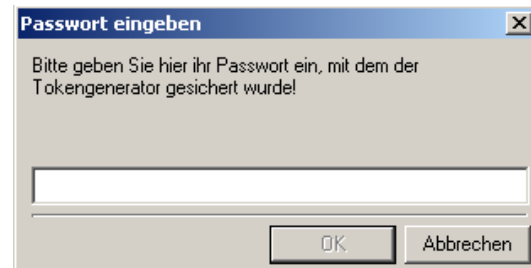 Passwort eingeben
Bitte geben Sie hier ihr Passwort ein, mit dem der
Tokengenerator gesichert wurde!
OK
Abbrechen